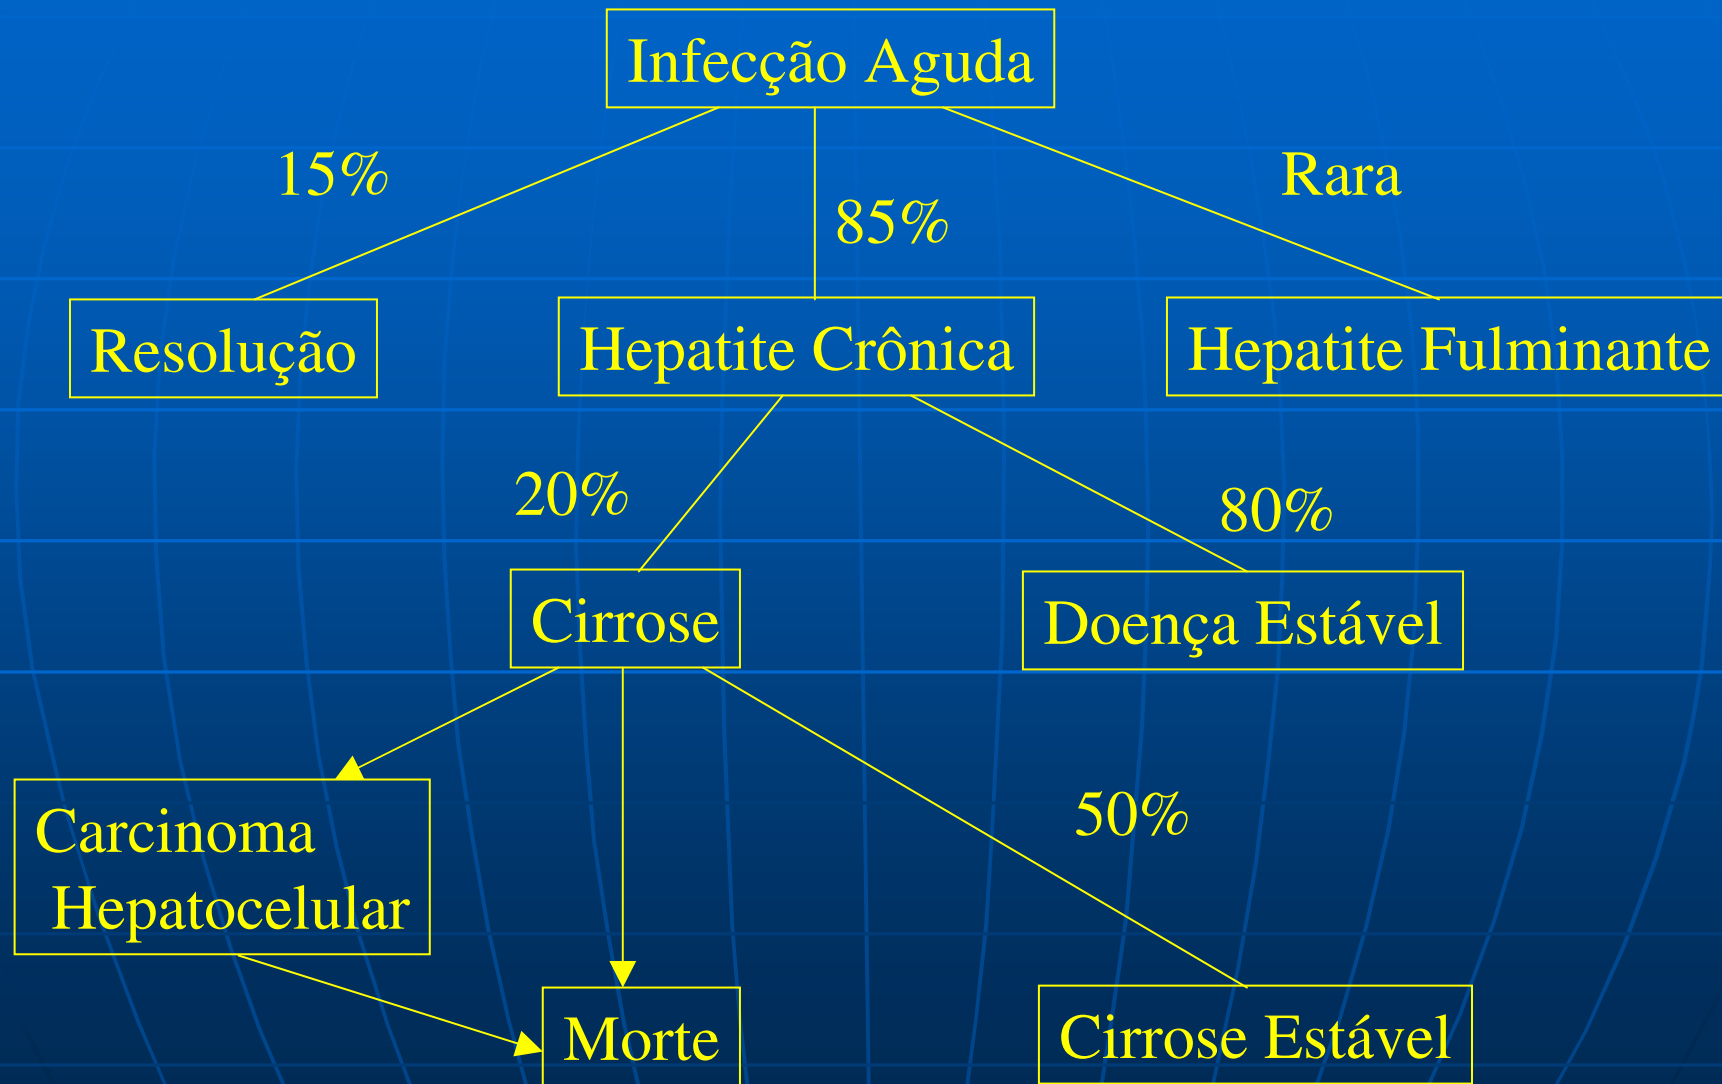 Infecção Aguda
15%
Rara
85%
Resolução
Hepatite Crônica
Hepatite Fulminante
20%
80%
Cirrose
Doença Estável
50%
Carcinoma
Hepatocelular
Morte
Cirrose Estável